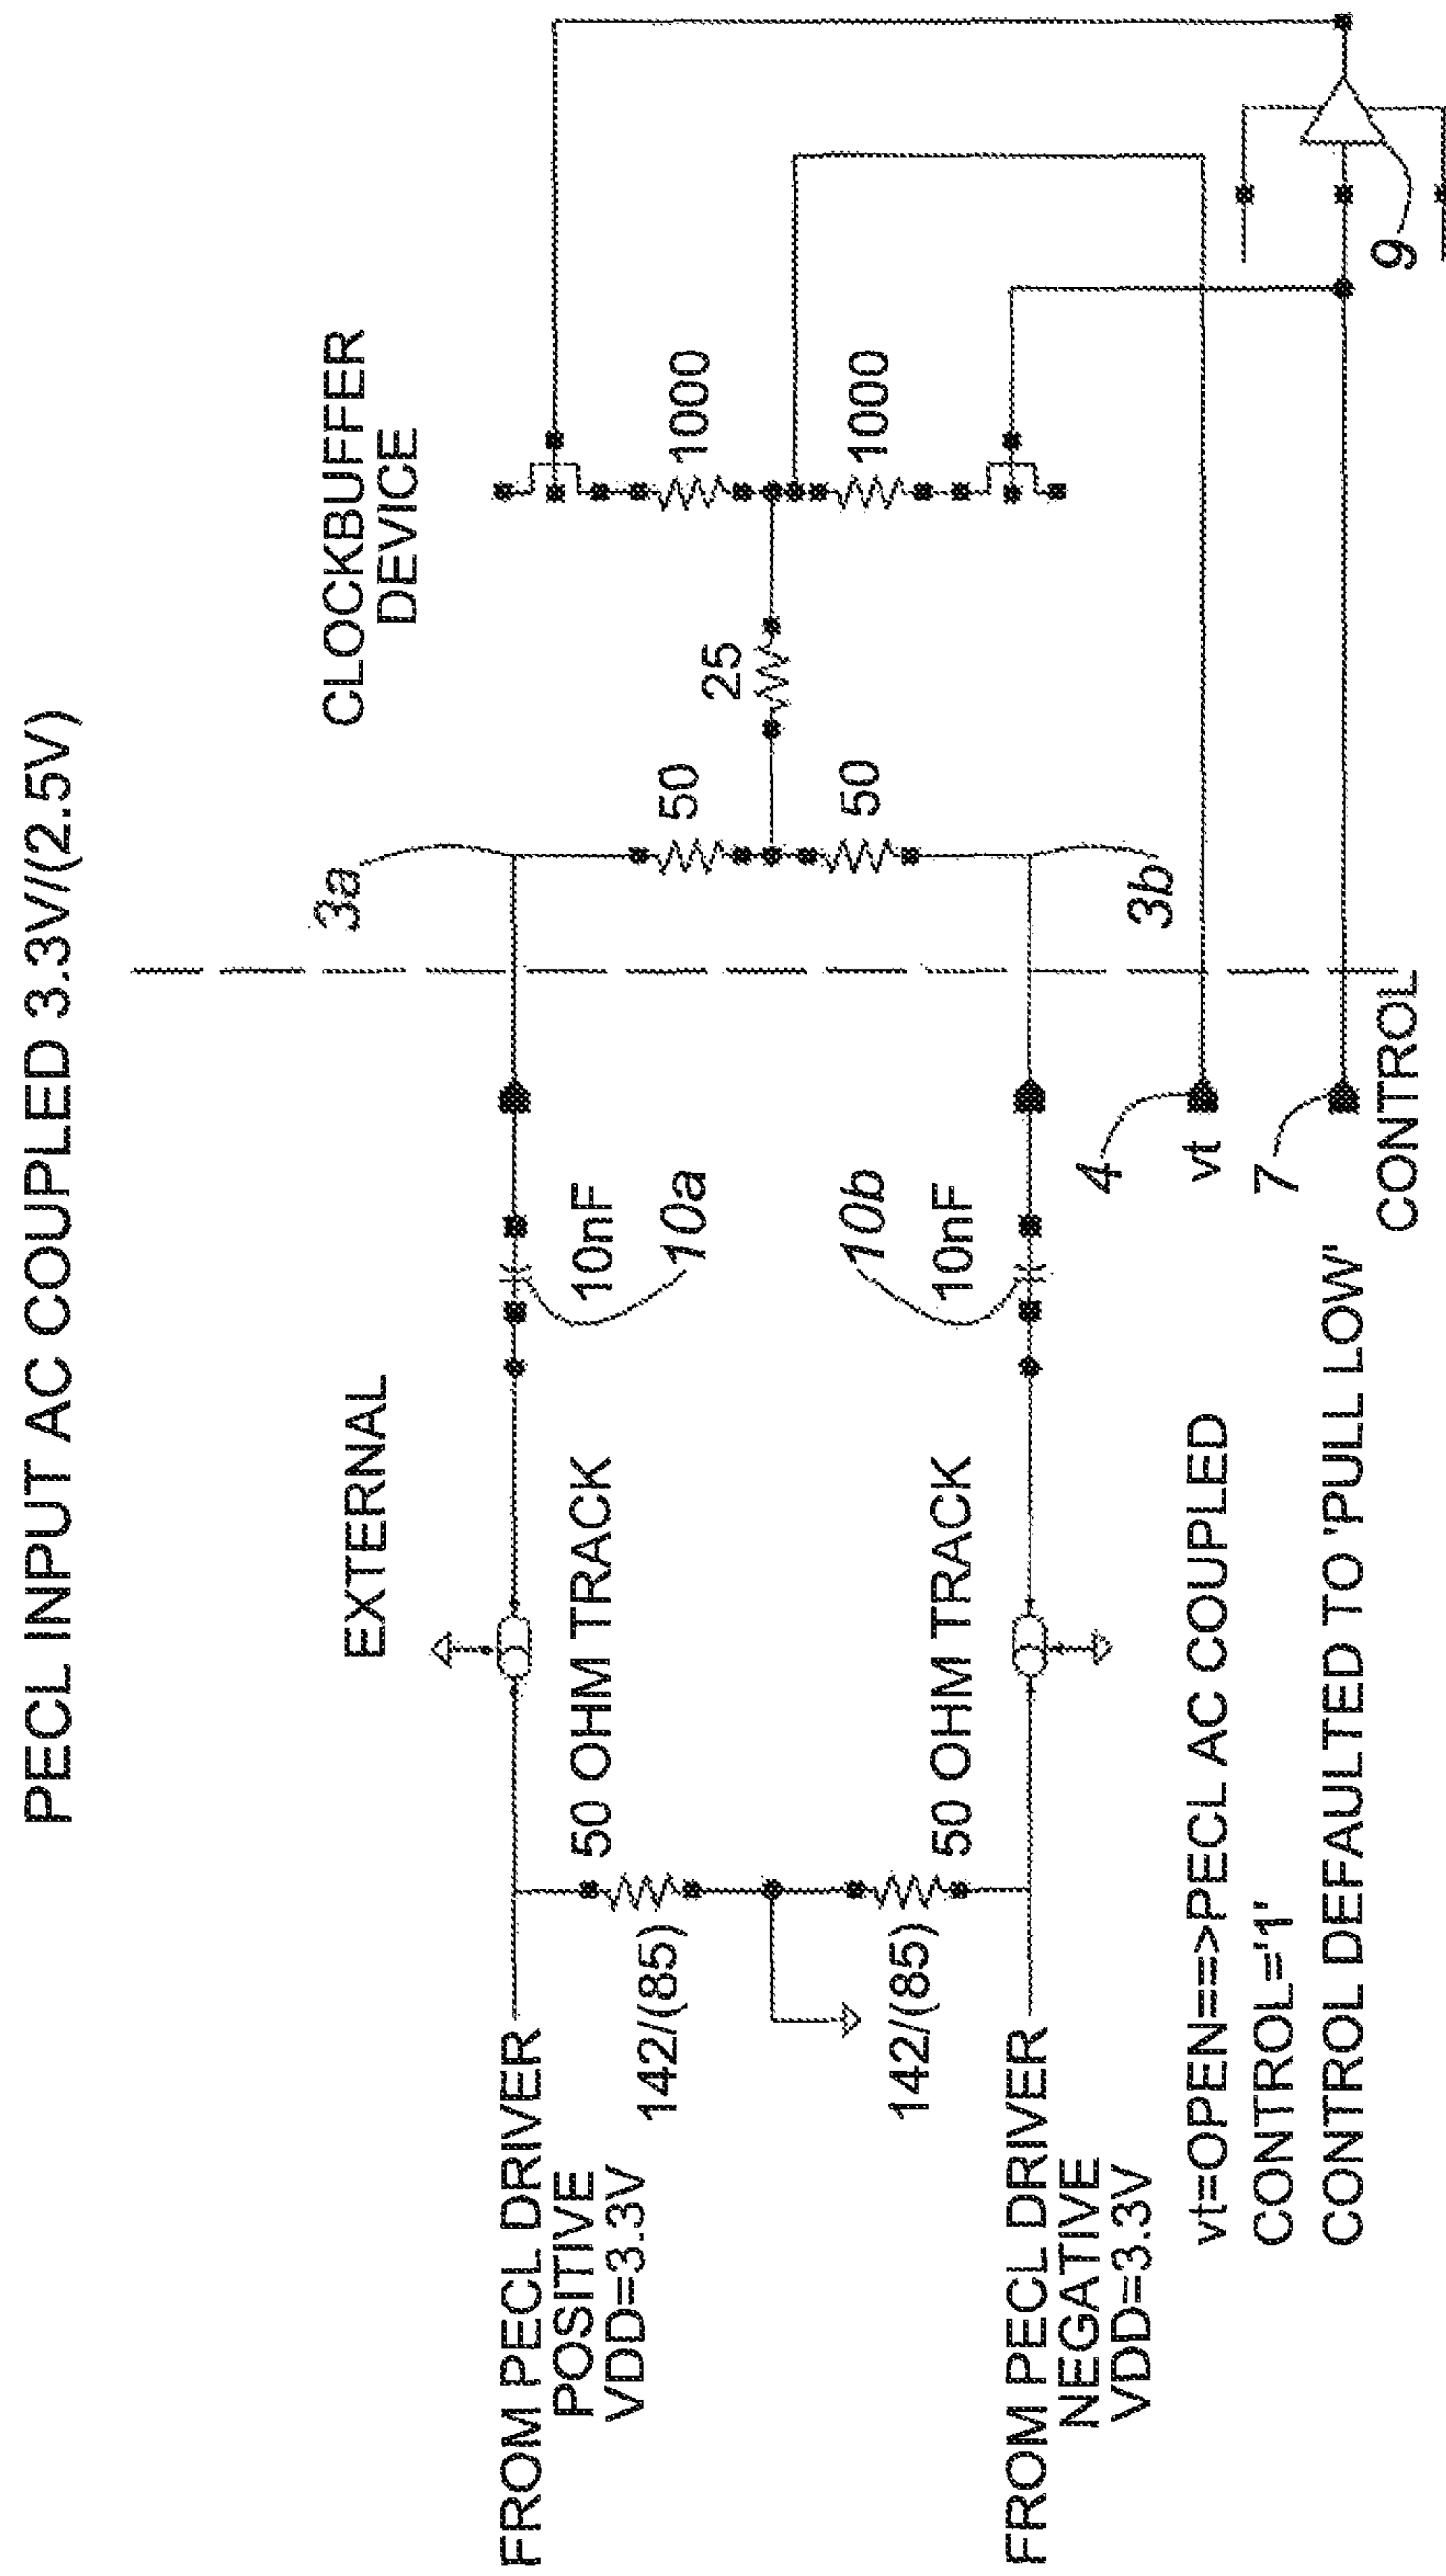 PECL INPUT AC COUPLED 3.3V/(2.5V)
EXTERNAL
CLOCKBUFFER
DEVICE
3a
FROM PECL DRIVER
POSITIVE
VDD=3.3V
142/(85)
50 OHM TRACK
10nF
10a
50
25
1000
142/(85)
50 OHM TRACK
10b
10nF
50
1000
FROM PECL DRIVER
NEGATIVE
VDD=3.3V
3b
4
vt
7
CONTROL
9
vt=OPEN==>PECL AC COUPLED
CONTROL='1'
CONTROL DEFAULTED TO 'PULL LOW'